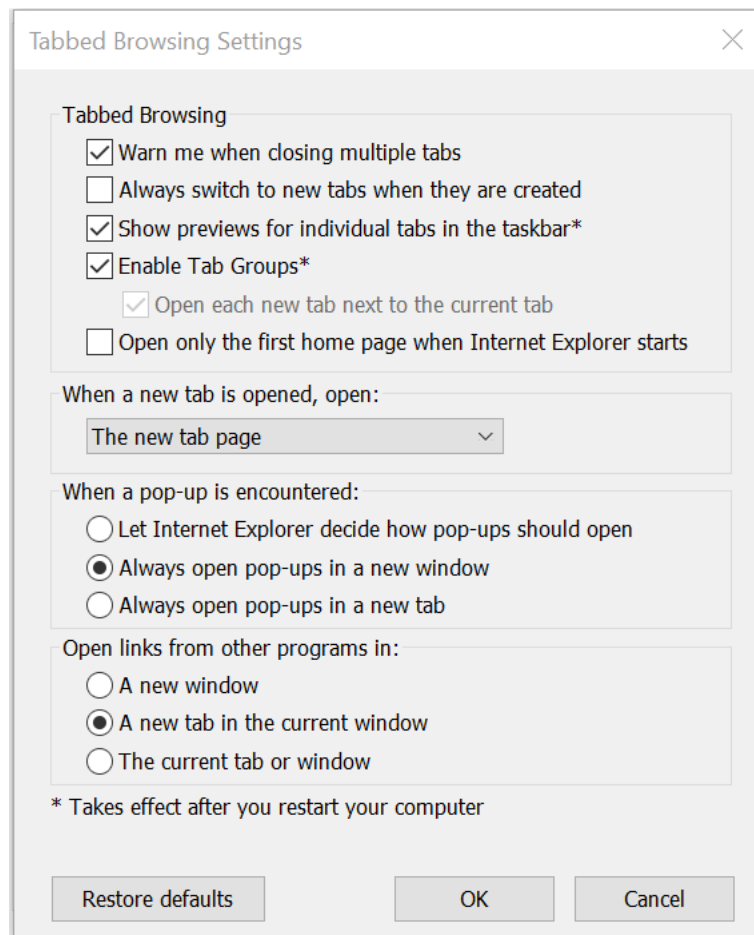 Tabbed Browsing Settings
Tabbed Browsing
Warn me when closing multiple tabs
Always switch to new tabs when they are created
Show previews for individual tabs in the taskbar*
Enable Tab Groups*
Open each new tab next to the current tab
Open only the first home page when Internet Explorer starts
When a new tab is opened, open:
The new tab page
When a pop-up is encountered:
Let Internet Explorer decide how pop-ups should open
Always open pop-ups in a new window
Always open pop-ups in a new tab
Open links from other programs in:
A new window
A new tab in the current window
The current tab or window
* Takes effect after you restart your computer
Restore defaults OK Cancel